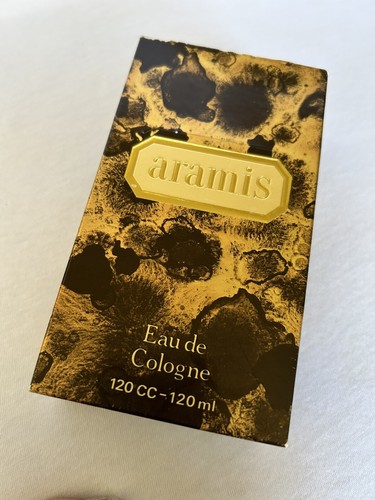 aramis
Eau de
Cologne
120 CC - 120 ml